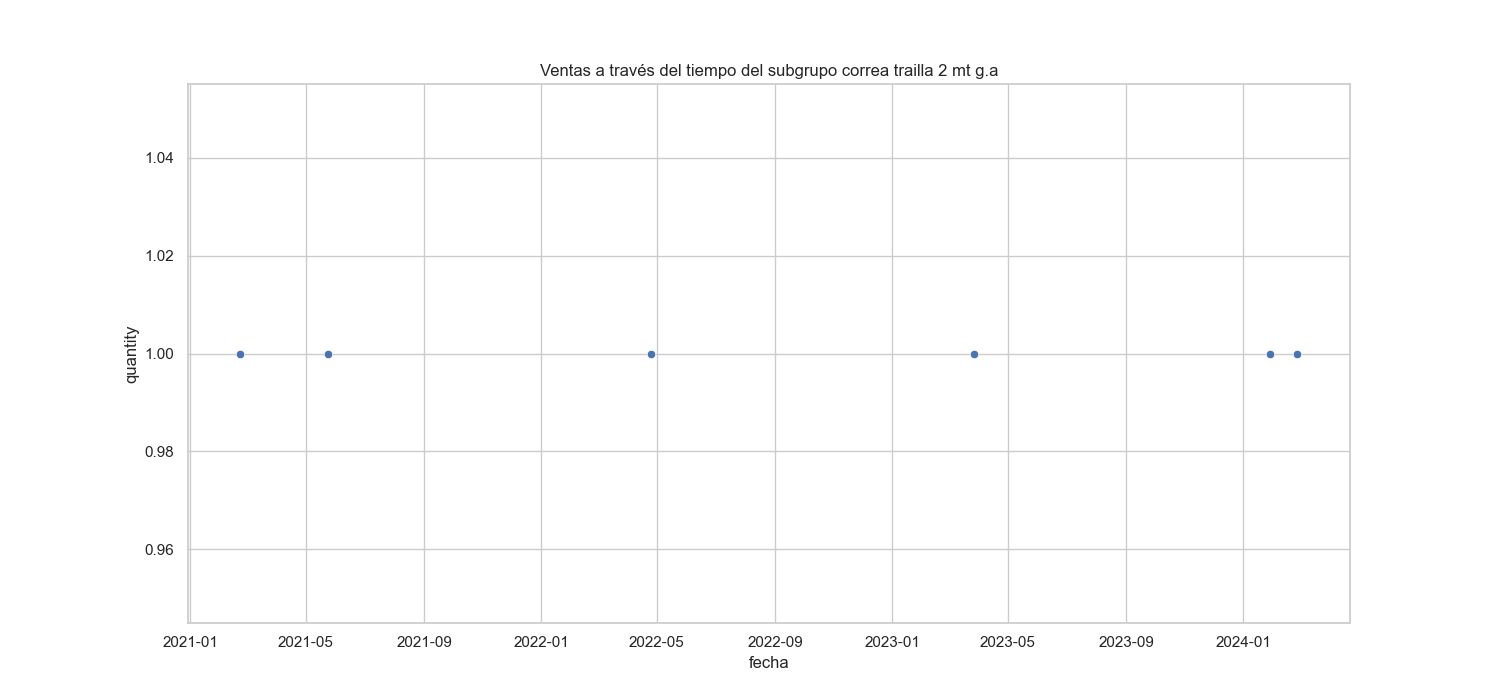 Ventas a través del tiempo del subgrupo correa trailla 2 mt g.a
1.04
1.02
1.00
0.98
0.96
quantity
2021-01 2021-05 2021-09 2022-01 2022-05 2022-09 2023-01 2023-05 2023-09 2024-01
fecha